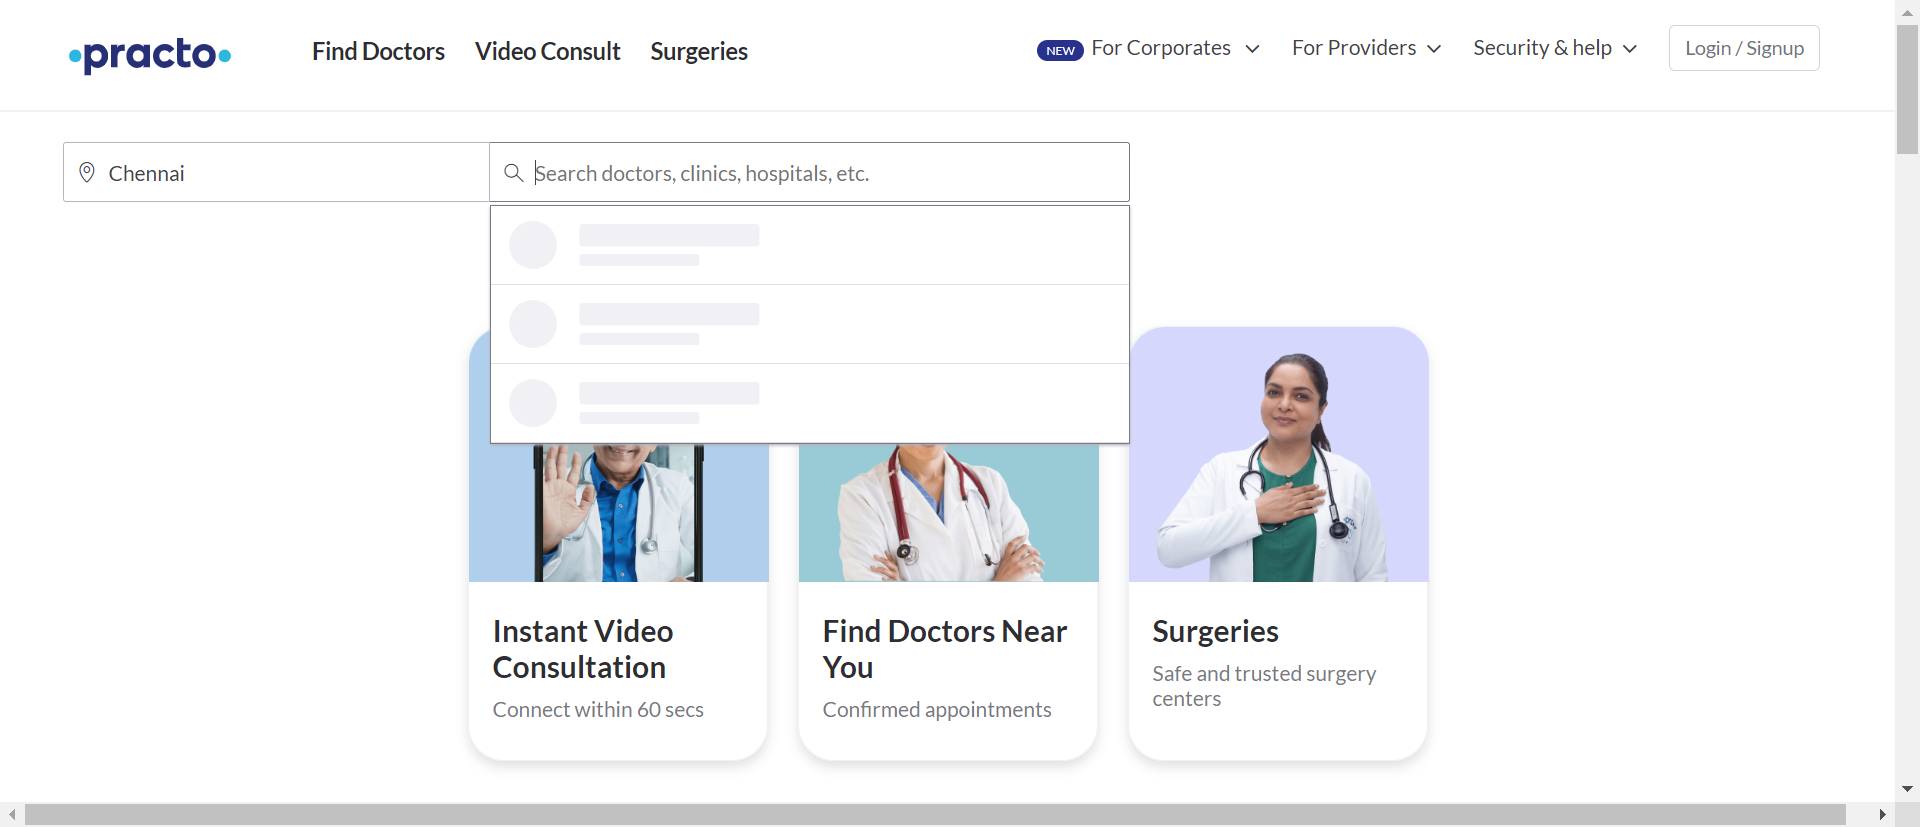 practo
Find Doctors
Video Consult
Surgeries
NEW
For Corporates
For Providers
Security & help
Login / Signup
Chennai
Search doctors, clinics, hospitals, etc.
Instant Video
Consultation
Connect within 60 secs
Find Doctors Near
You
Confirmed appointments
Surgeries
Safe and trusted surgery
centers